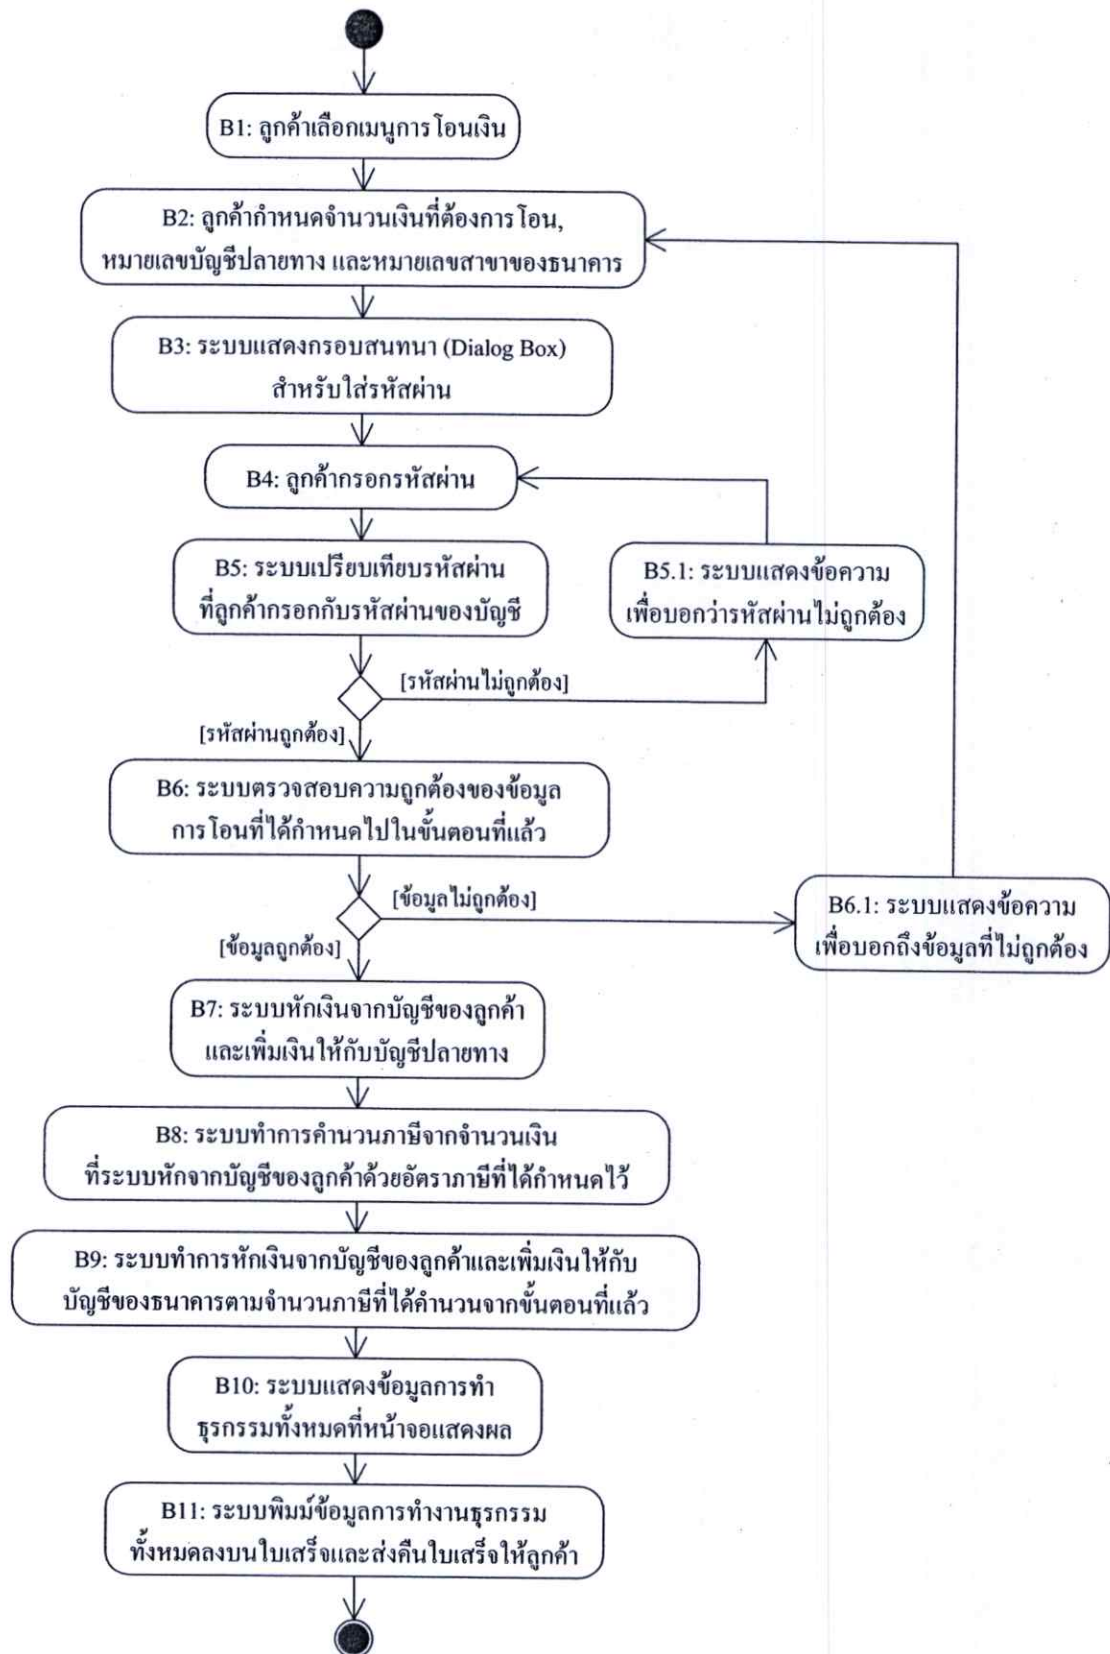 B1: ลูกค้าเลือกเมนูการโอนเงิน
B2: ลูกค้ากำหนดจำนวนเงินที่ต้องการโอน,
หมายเลขบัญชีปลายทาง และหมายเลขสาขาของธนาคาร
B3: ระบบแสดงกรอบสนทนา (Dialog Box)
สำหรับใส่รหัสผ่าน
B4: ลูกค้ากรอกรหัสผ่าน
B5: ระบบเปรียบเทียบรหัสผ่าน
ที่ลูกค้ากรอกกับรหัสผ่านของบัญชี
B5.1: ระบบแสดงข้อความ
เพื่อบอกว่ารหัสผ่านไม่ถูกต้อง
[รหัสผ่านไม่ถูกต้อง]
[รหัสผ่านถูกต้อง]
B6: ระบบตรวจสอบความถูกต้องของข้อมูล
การโอนที่ได้กำหนดไปในขั้นตอนที่แล้ว
[ข้อมูลไม่ถูกต้อง]
B6.1: ระบบแสดงข้อความ
เพื่อบอกถึงข้อมูลที่ไม่ถูกต้อง
[ข้อมูลถูกต้อง]
B7: ระบบหักเงินจากบัญชีของลูกค้า
และเพิ่มเงินให้กับบัญชีปลายทาง
B8: ระบบทำการคำนวนภาษีจากจำนวนเงิน
ที่ระบบหักจากบัญชีของลูกค้าด้วยอัตราภาษีที่ได้กำหนดไว้
B9: ระบบทำการหักเงินจากบัญชีของลูกค้าและเพิ่มเงินให้กับ
บัญชีของธนาคารตามจำนวนภาษีที่ได้คำนวนจากขั้นตอนที่แล้ว
B10: ระบบแสดงข้อมูลการทำ
ธุรกรรมทั้งหมดที่หน้าจอแสดงผล
B11: ระบบพิมม์ข้อมูลการทำงานธุรกรรม
ทั้งหมดลงบนใบเสร็จและส่งคืนใบเสร็จให้ลูกค้า